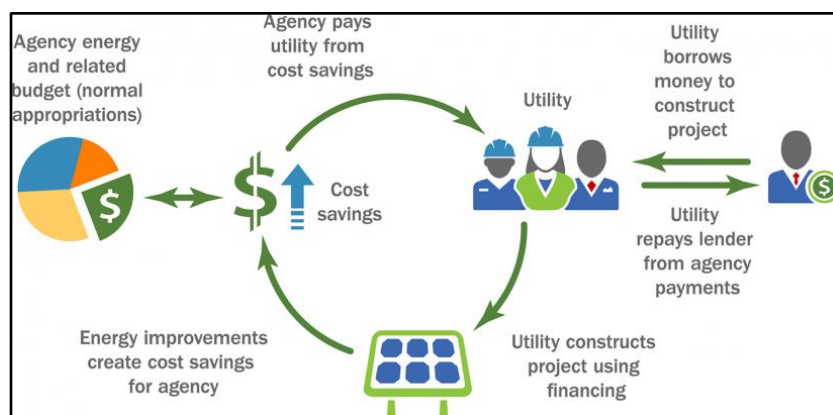 Agency energy
and related
budget (normal
appropriations)
$
Agency pays
utility from
cost savings
$
Cost
savings
Utility
Utility
borrows
money to
construct
project
$
Utility
repays lender
from agency
payments
Energy improvements
create cost savings
for agency
Utility constructs
project using
financing